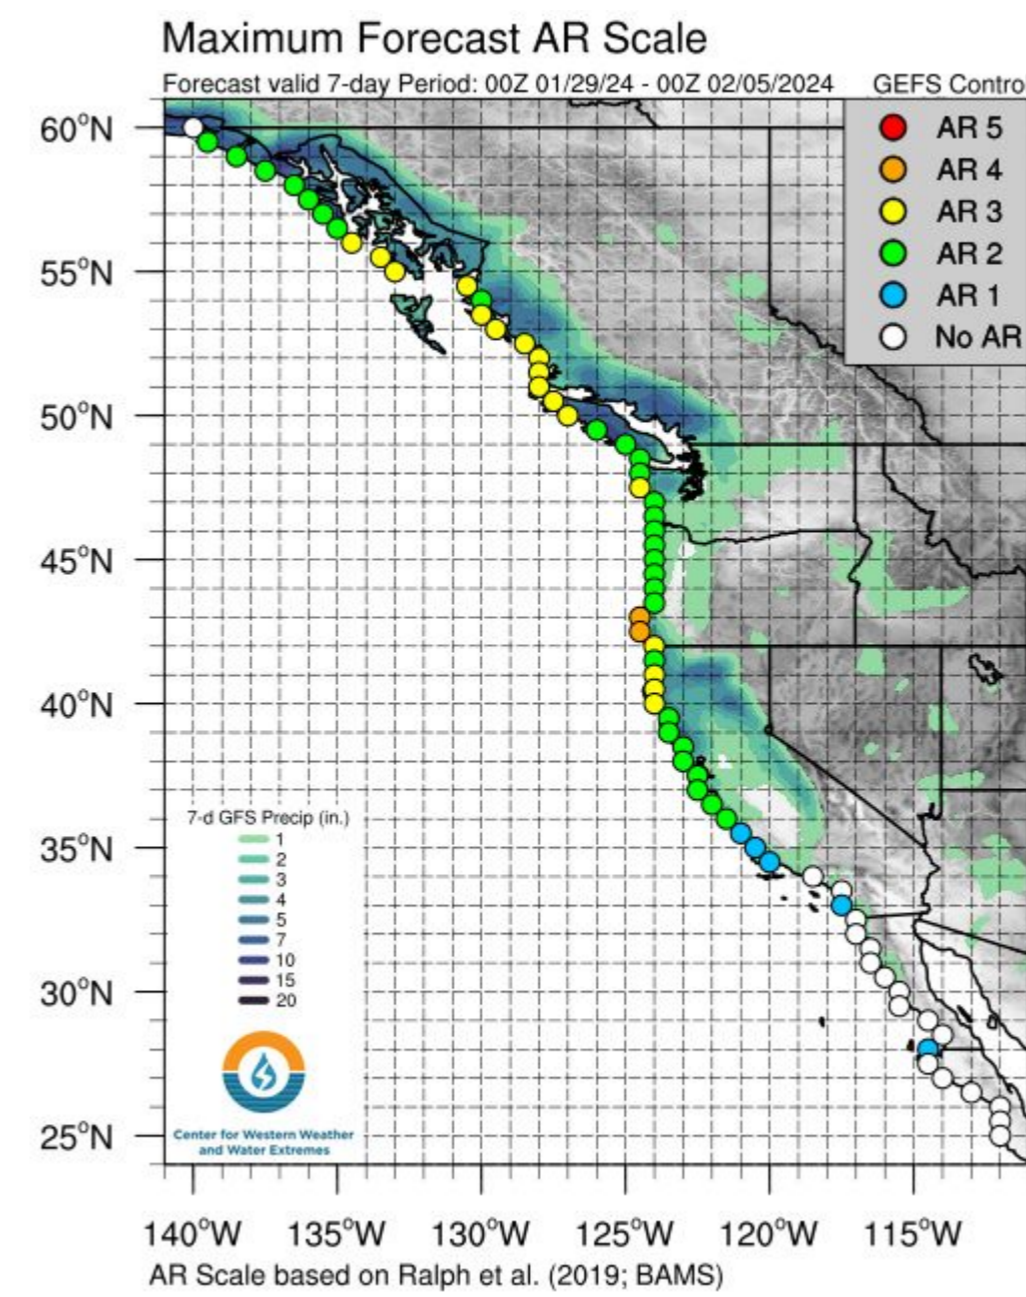 Maximum Forecast AR Scale
Forecast valid 7-day Period: 00Z 01/29/24 - 00Z 02/05/2024 GEFS Contro
AR 5
AR 4
AR 3
AR 2
AR 1
No AR
60°N
55°N
50°N
45°N
40°N
35°N
30°N
25°N
7-d GFS Precip (in.)
1
2
3
4
5
7
10
15
20
Center for Western Weather
and Water Extremes
140°W 135°W 130°W 125°W 120°W 115°W
AR Scale based on Ralph et al. (2019; BAMS)